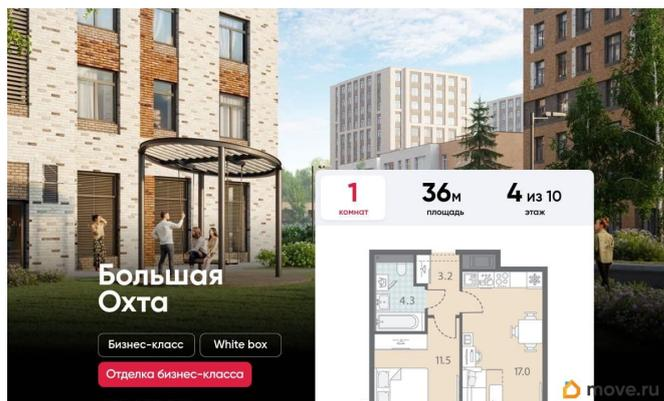 1
комнат
36м
площадь
4 из 10
этаж
Большая
Охта
Бизнес-класс
White box
Отделка бизнес-класса
3.2
4.3
11.5
17.0
move.ru